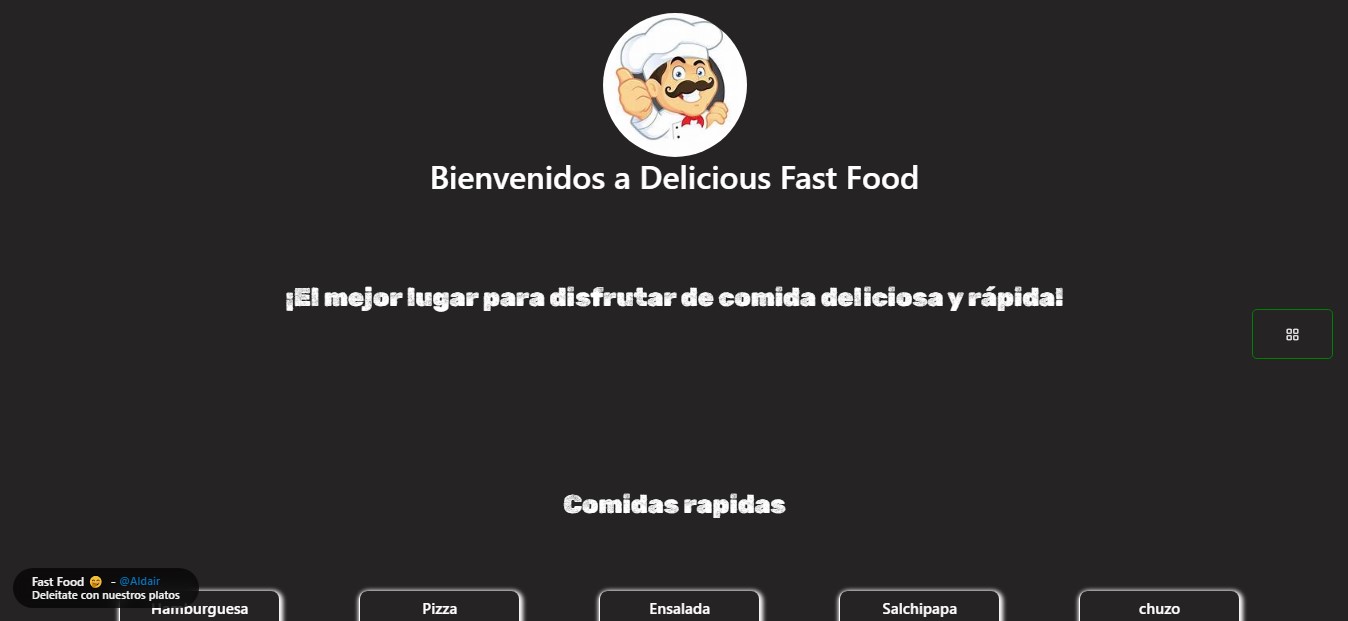 Bienvenidos a Delicious Fast Food
¡El mejor lugar para disfrutar de comida deliciosa y rápida!
Comidas rapidas
Fast Food 😋 - @Aldair
Deleitate con nuestros platos
Hamburguesa
Pizza
Ensalada
Salchipapa
chuzo